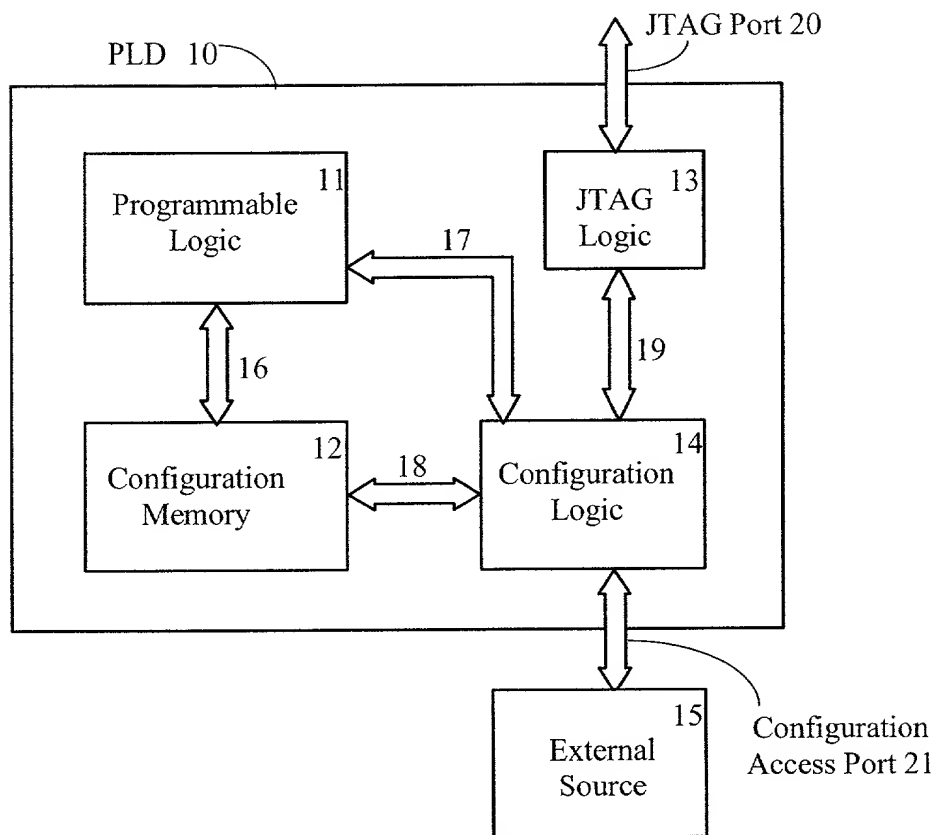 PLD 10
JTAG Port 20
11
Programmable
Logic
13
JTAG
Logic
17
16
19
12
Configuration
Memory
18
14
Configuration
Logic
15
External
Source
Configuration
Access Port 21